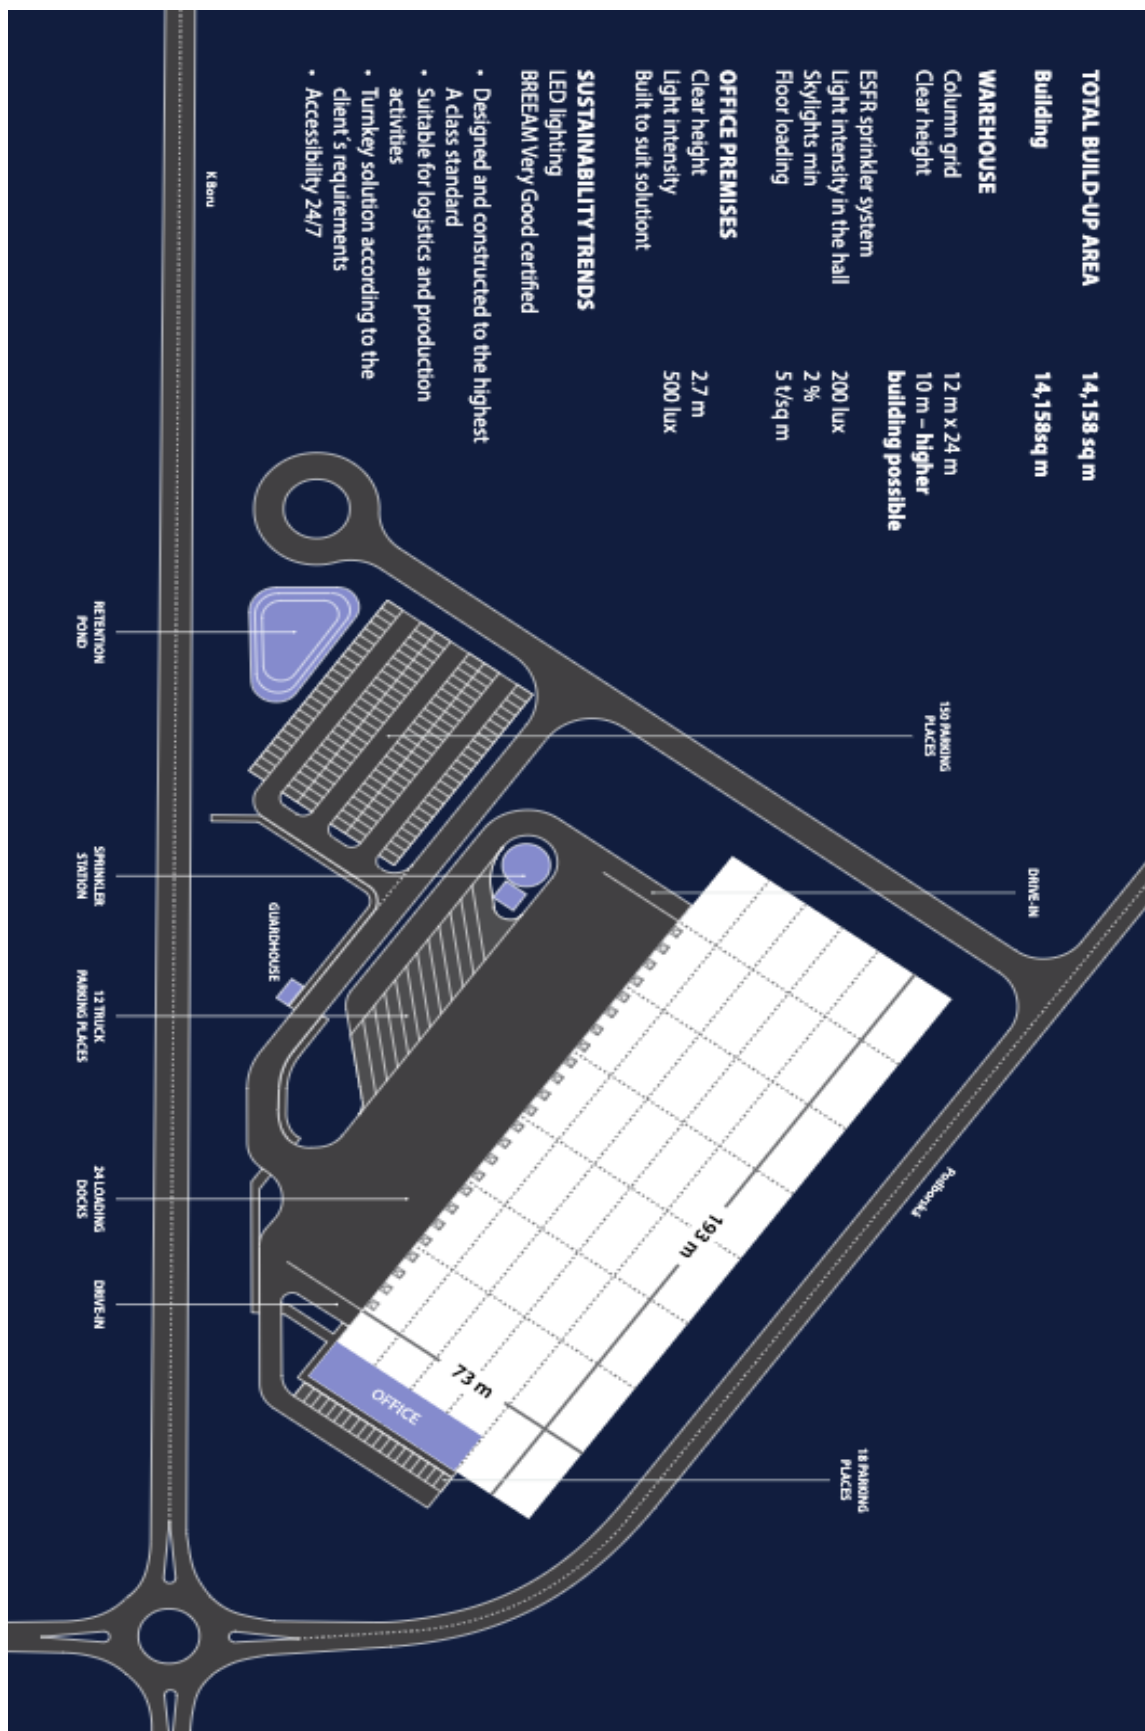 TOTAL BUILD-UP AREA 14,158 sq m
Building 14,158sq m
WAREHOUSE
Column grid 12 m x 24 m
Clear height 10 m – higher
building possible
ESFR sprinkler system
Light intensity in the hall 200 lux
Skylights min 2 %
Floor loading 5 t/sq m
OFFICE PREMISES
Clear height 2.7 m
Light intensity 500 lux
Built to suit solutiont
SUSTAINABILITY TRENDS
LED lighting
BREEAM Very Good certified
• Designed and constructed to the highest
A class standard
• Suitable for logistics and production
activities
• Turnkey solution according to the
client's requirements
• Accessibility 24/7
150 PARKING
PLACES
DRIVE-IN
Podborská
193 m
73 m
OFFICE
18 PARKING
PLACES
K Boru
RETENTION
POND
SPRINKLER
STATION
GUARDHOUSE
12 TRUCK
PARKING PLACES
24 LOADING
DOCKS
DRIVE-IN